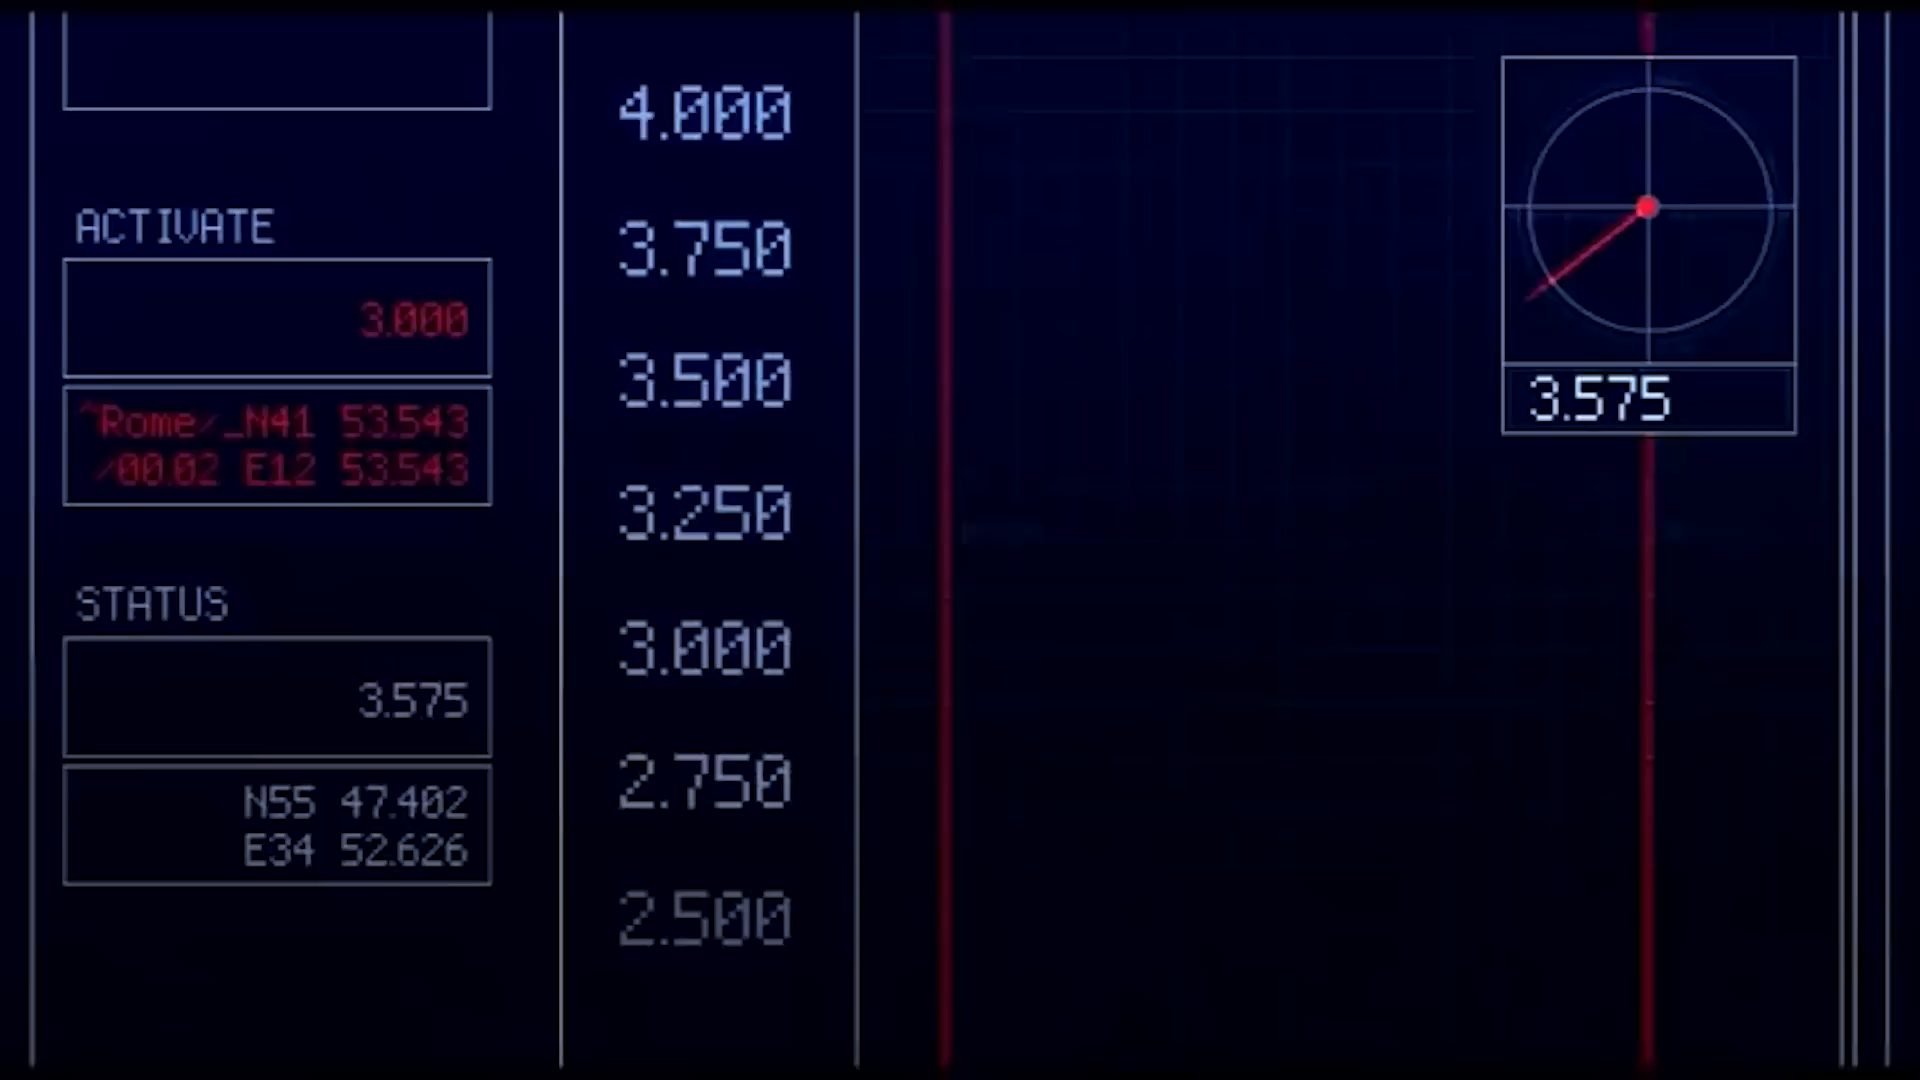 ACTIVATE
3.000
^Rome/_N41 53.543
/00.02 E12 53.543
STATUS
3.575
N55 47.402
E34 52.626
4.000
3.750
3.500
3.250
3.000
2.750
2.500
3.575